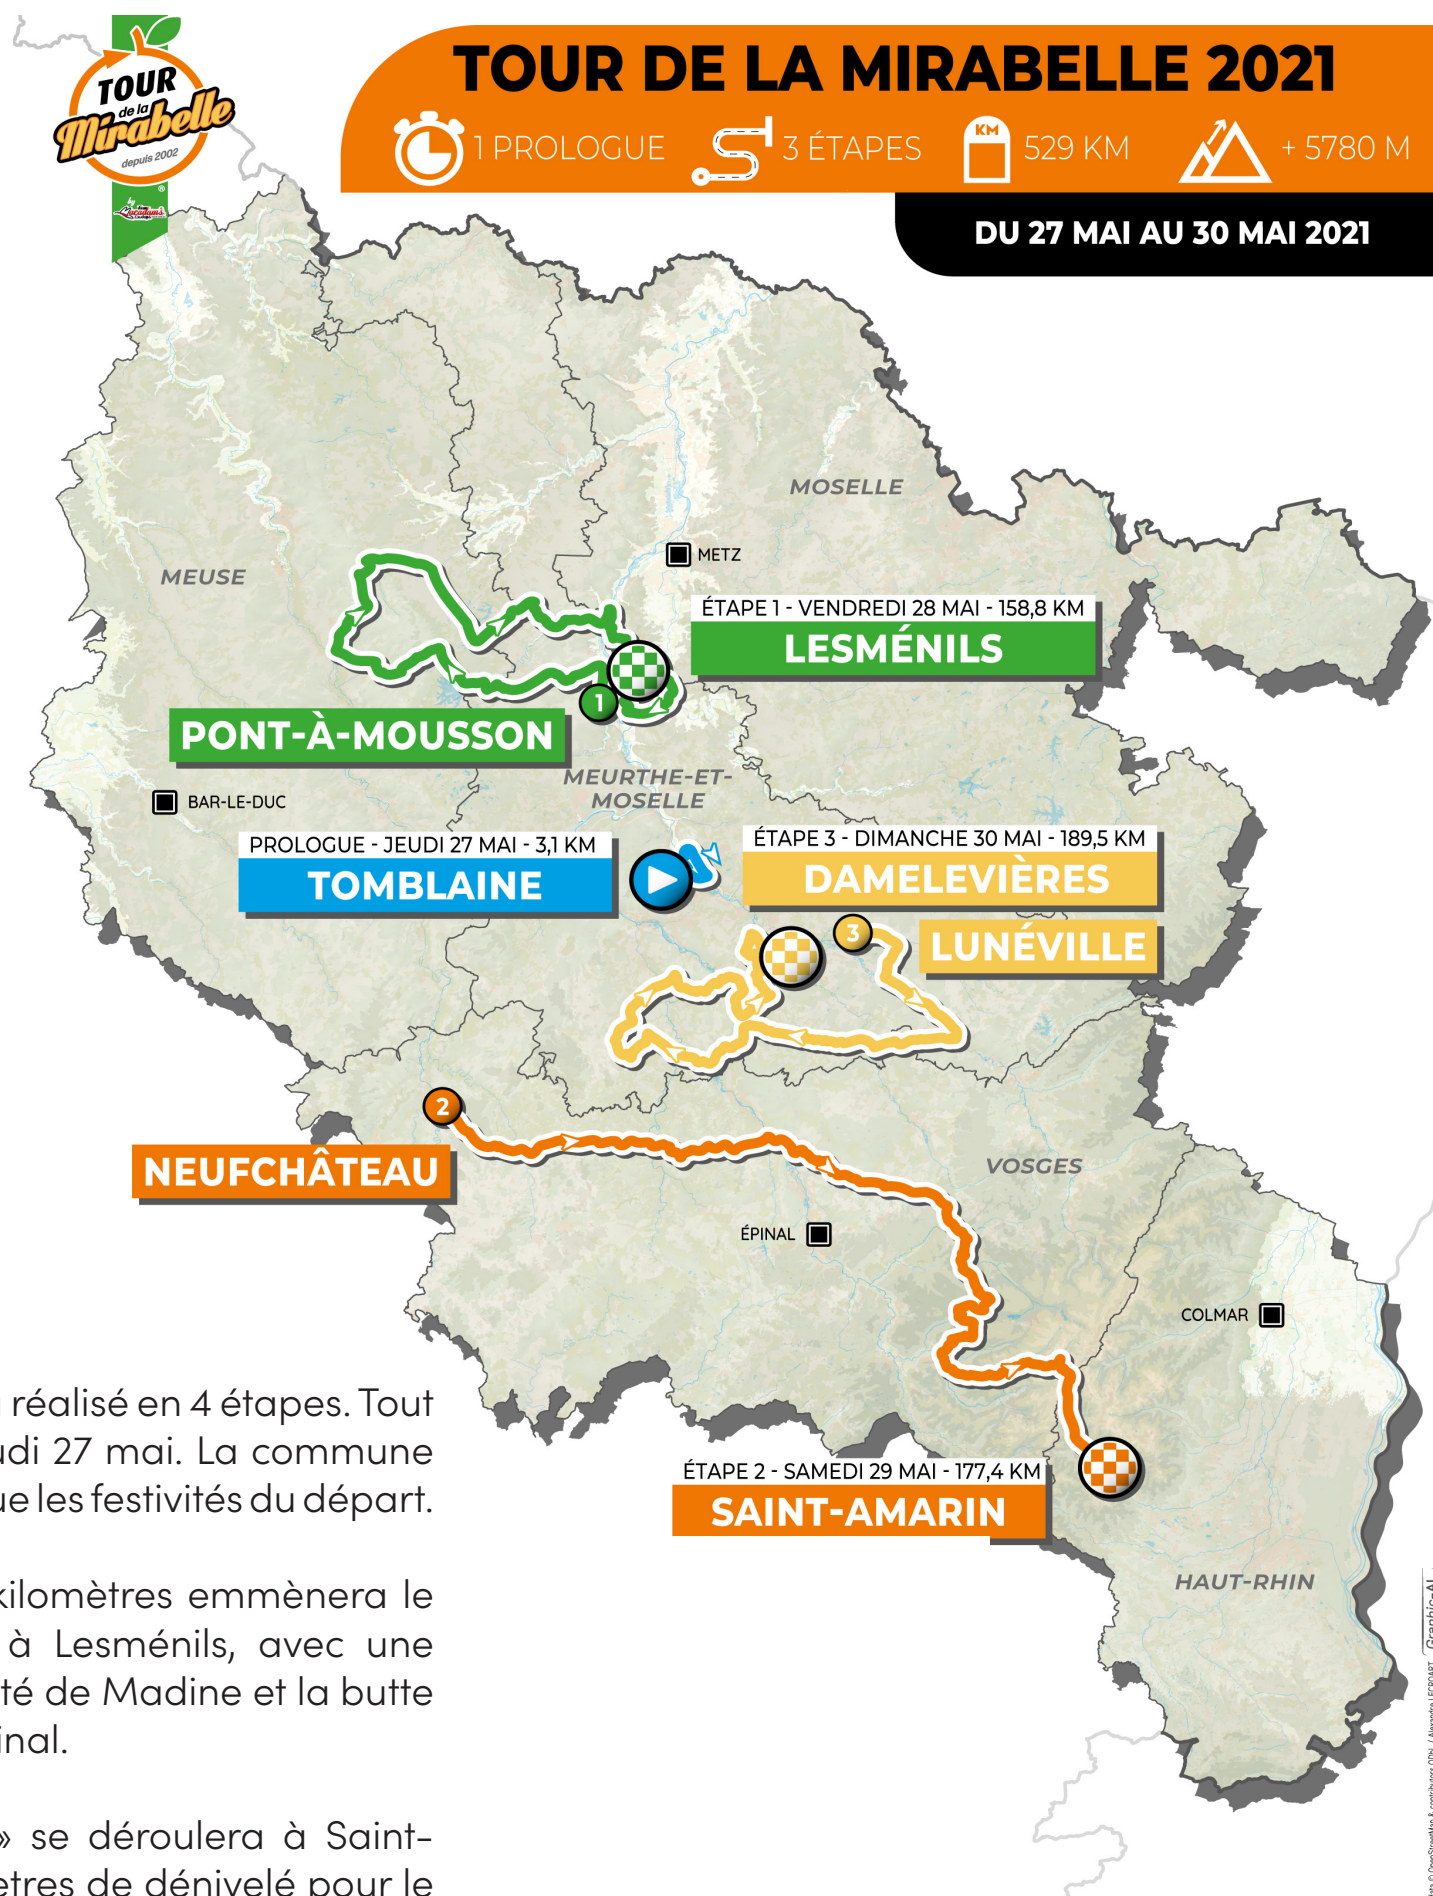 TOUR
de la
Mirabelle
depuis 2002
by
Macadam's
TOUR DE LA MIRABELLE 2021
1 PROLOGUE
3 ÉTAPES
KM
529 KM
+ 5780 M
DU 27 MAI AU 30 MAI 2021
MOSELLE
METZ
MEUSE
ÉTAPE 1 - VENDREDI 28 MAI - 158,8 KM
LESMÉNILS
1
PONT-À-MOUSSON
MEURTHE-ET-
MOSELLE
BAR-LE-DUC
PROLOGUE - JEUDI 27 MAI - 3,1 KM
TOMBLAINE
ÉTAPE 3 - DIMANCHE 30 MAI - 189,5 KM
DAMELEVIÈRES
3
LUNÉVILLE
2
NEUFCHÂTEAU
VOSGES
ÉPINAL
COLMAR
ÉTAPE 2 - SAMEDI 29 MAI - 177,4 KM
SAINT-AMARIN
HAUT-RHIN
réalisé en 4 étapes. Tout
udi 27 mai. La commune
ue les festivités du départ.
kilomètres emmènera le
à Lesménils, avec une
té de Madine et la butte
inal.
» se déroulera à Saint-
ètres de dénivelé pour le